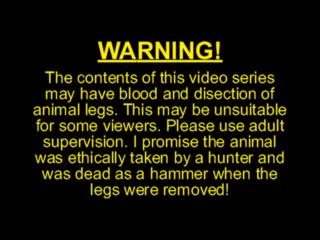 WARNING!
The contents of this video series
may have blood and disection of
animal legs. This may be unsuitable
for some viewers. Please use adult
supervision. I promise the animal
was ethically taken by a hunter and
was dead as a hammer when the
legs were removed!